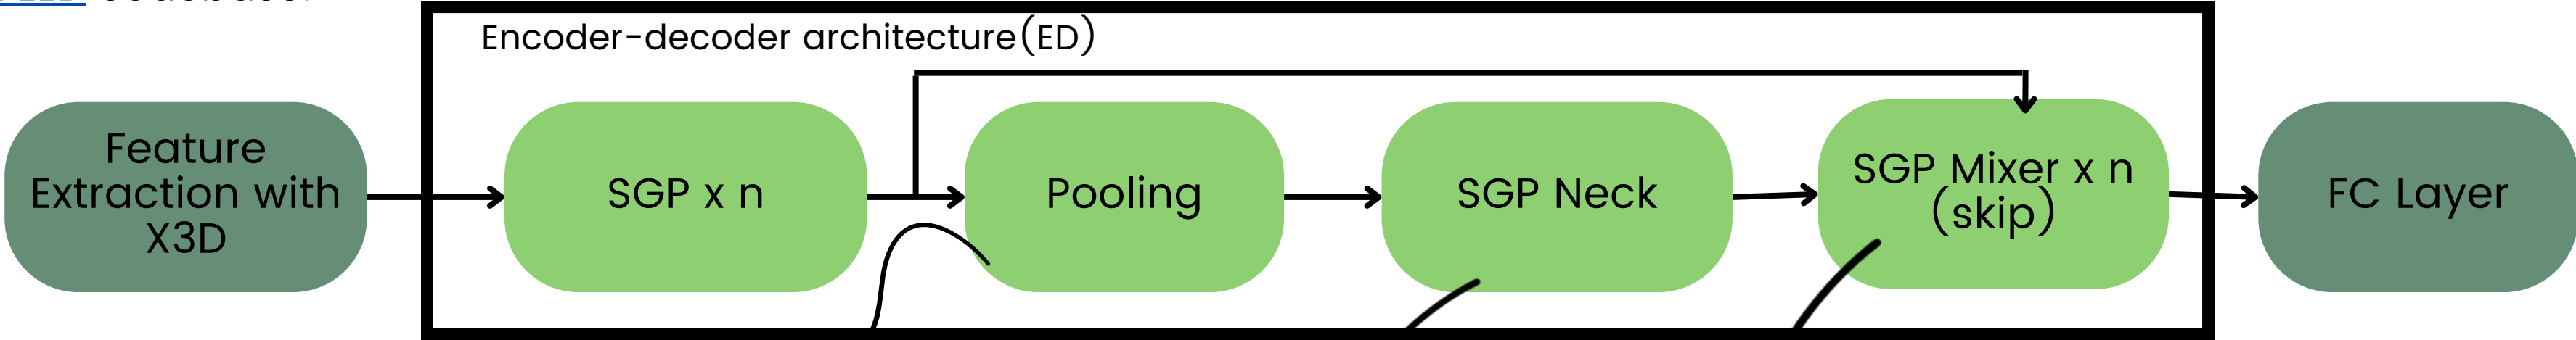 Encoder-decoder architecture(ED)
Feature
Extraction with
X3D
SGP x n
Pooling
SGP Neck
SGP Mixer x n
(skip)
FC Layer